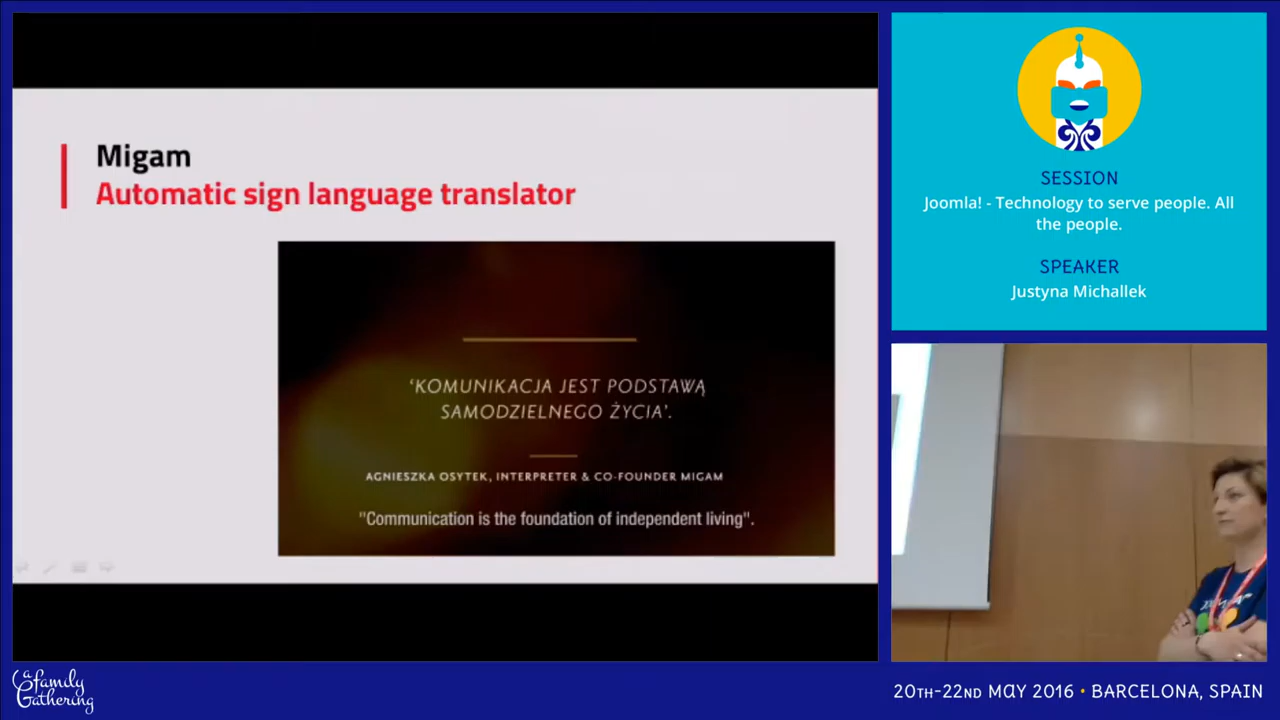 Migam
Automatic sign language translator
‘KOMUNIKACJA JEST PODSTAWĄ
SAMODZIELNEGO ŻYCIA’.
AGNIESZKA OSYTEK, INTERPRETER & CO-FOUNDER MIGAM
"Communication is the foundation of independent living".
SESSION
Joomla! - Technology to serve people. All
the people.
SPEAKER
Justyna Michallek
a family
Gathering
20TH-22ND MAY 2016 • BARCELONA, SPAIN